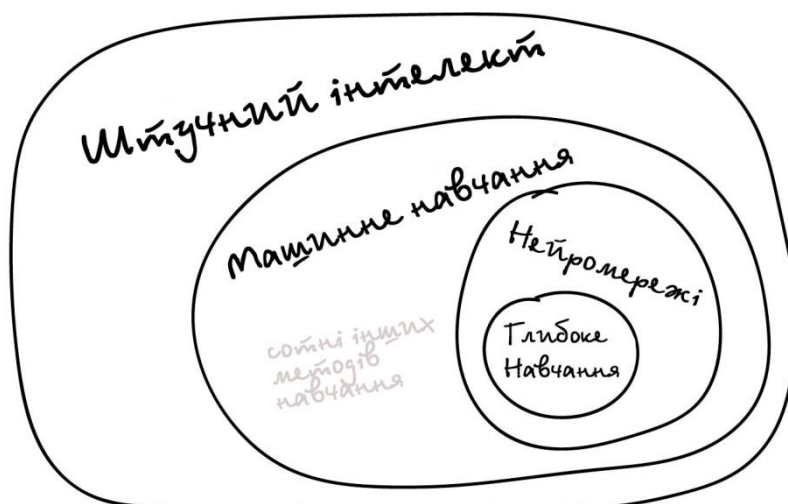 Штучний інтелект
Машинне навчання
Нейромережі
Глибоке
Навчання
сотні інших
методів
навчання